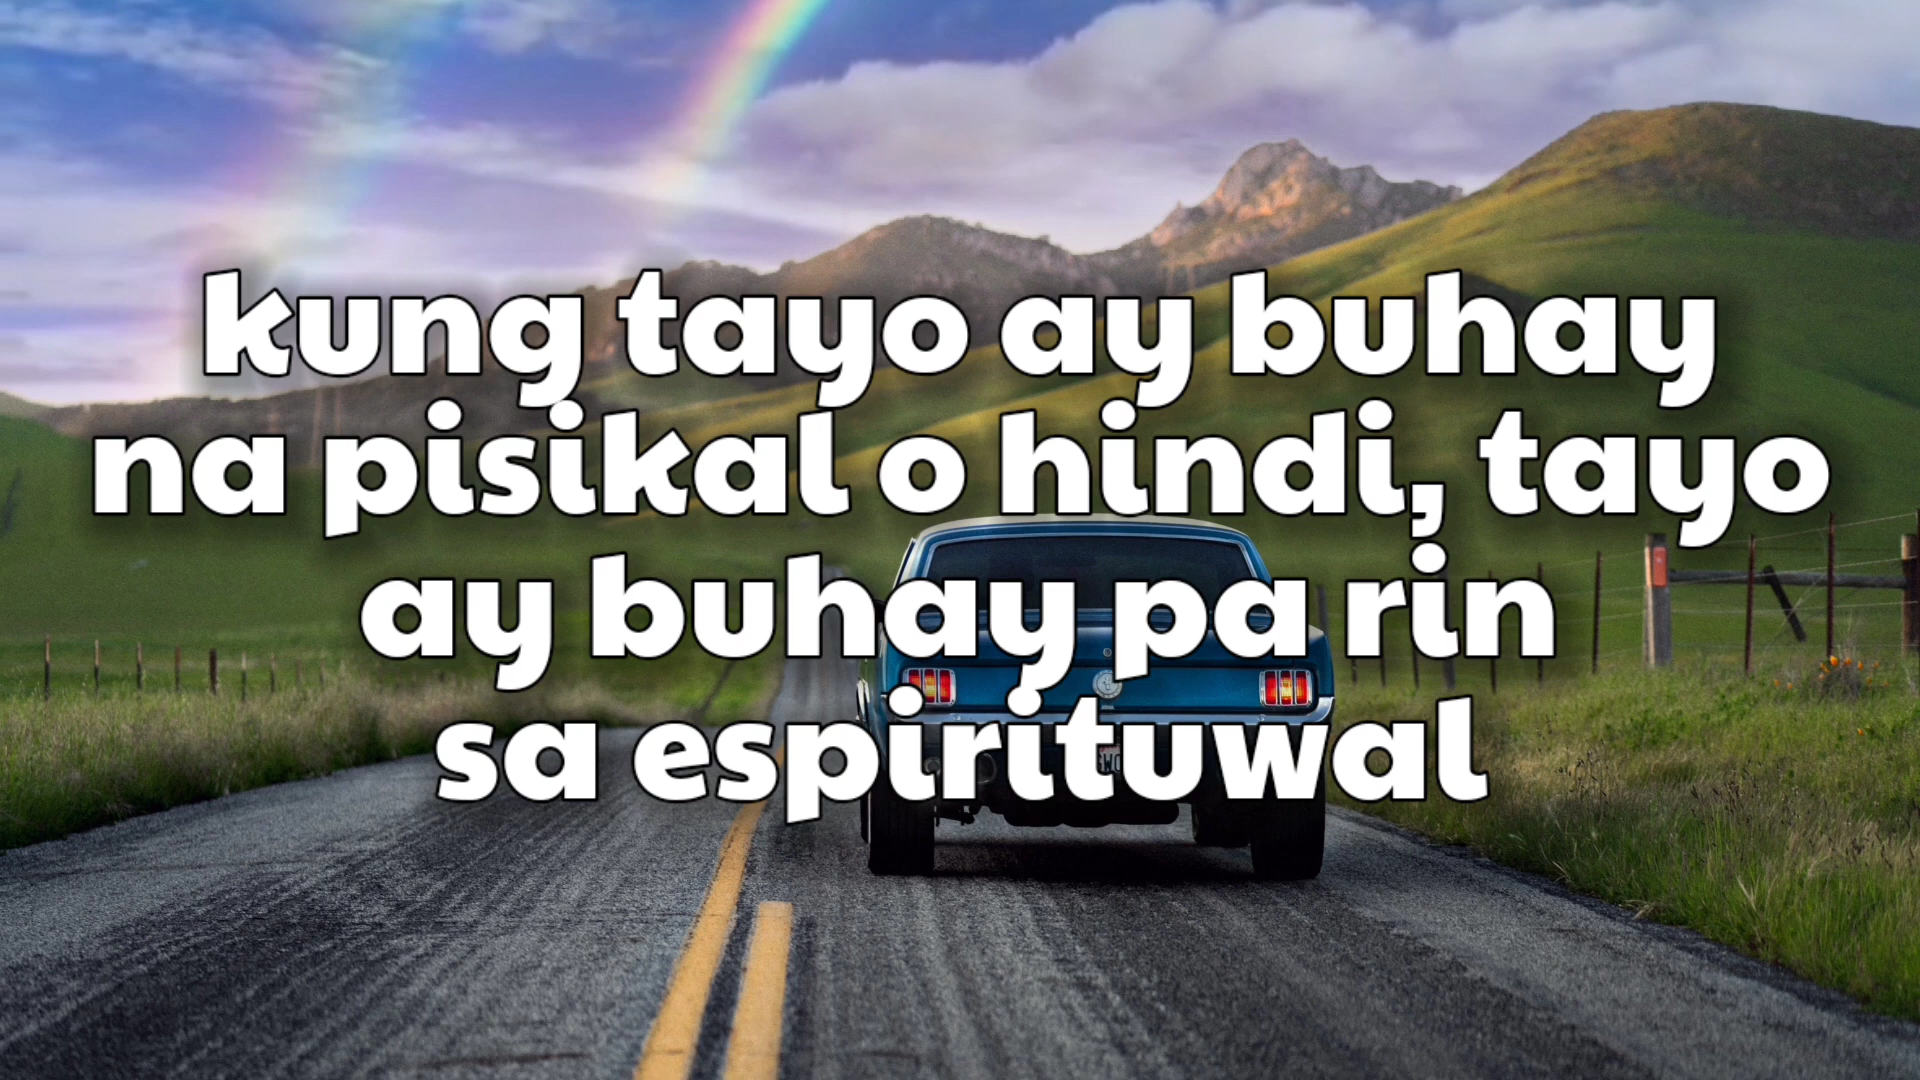 kung tayo ay buhay
na pisikal o hindi, tayo
ay buhay pa rin
sa espirituwal